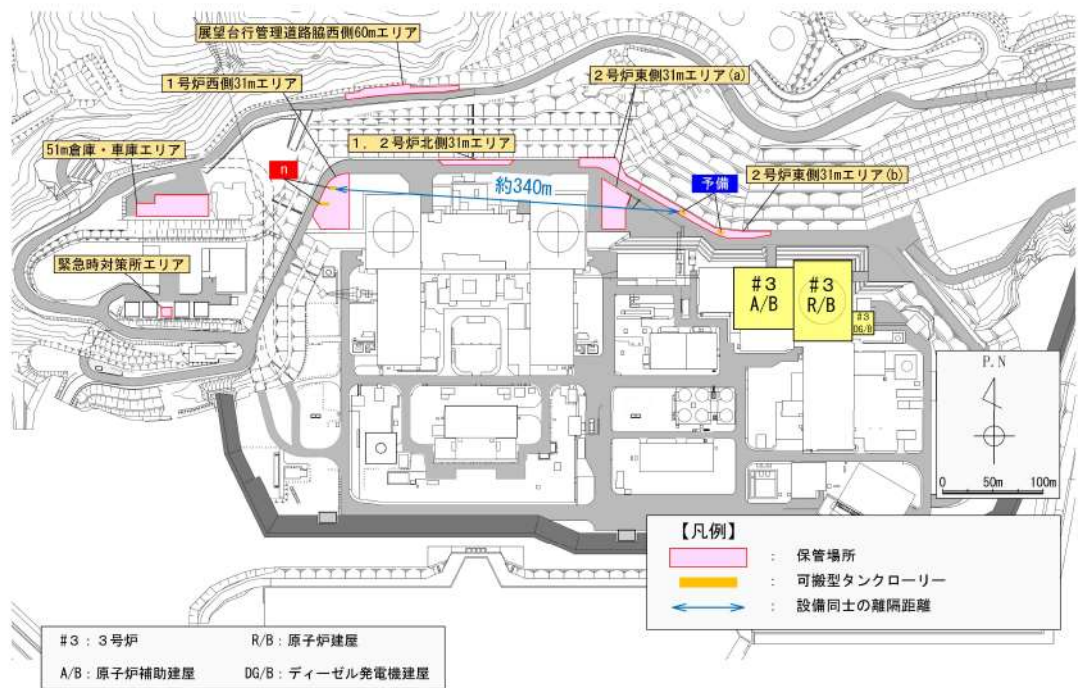 展望台行管理道路脇西側60mエリア
1号炉西側31mエリア
2号炉東側31mエリア(a)
51m倉庫・車庫エリア
1,2号炉北側31mエリア
n
約340m
予備
2号炉東側31mエリア(b)
緊急時対策所エリア
#3
A/B
#3
R/B
#3
DG/B
P.N
0 50m 100m
【凡例】
: 保管場所
: 可搬型タンクローリー
: 設備同士の離隔距離
#3:3号炉 R/B:原子炉建屋
A/B:原子炉補助建屋 DG/B:ディーゼル発電機建屋